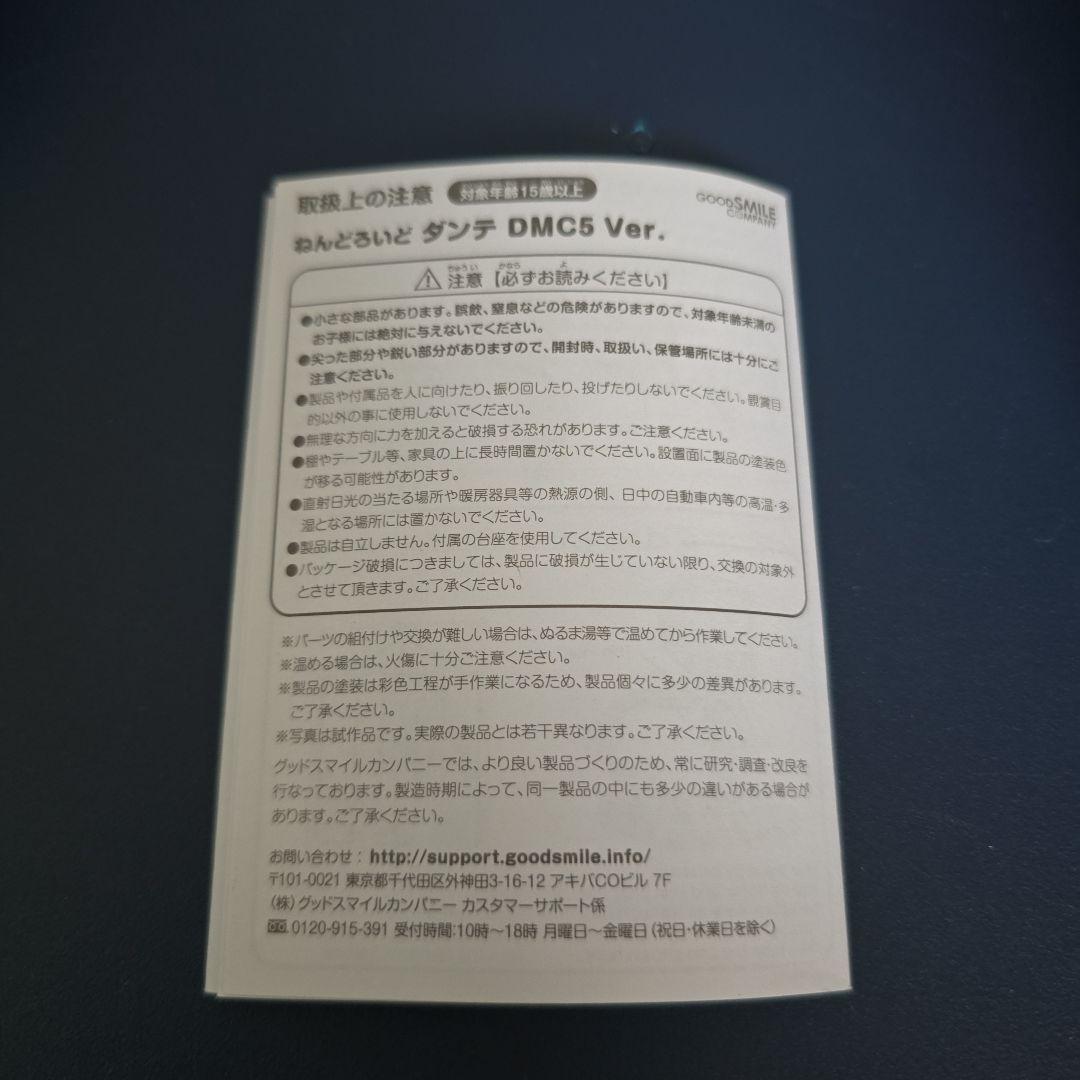 取扱上の注意 対象年齢15歳以上
GOODSMILE
COMPANY
ねんどろいど ダンテ DMC5 Ver.
注意【必ずお読みください】
●小さな部品があります。誤飲、窒息などの危険がありますので、対象年齢未満の
お子様には絶対に与えないでください。
●尖った部分や鋭い部分がありますので、開封時、取扱い、保管場所には十分にご
注意ください。
●製品や付属品を人に向けたり、振り回したり、投げたりしないでください。観賞目
的以外の事に使用しないでください。
●無理な方向に力を加えると破損する恐れがあります。ご注意ください。
●棚やテーブル等、家具の上に長時間置かないでください。設置面に製品の塗装色
が移る可能性があります。
●直射日光の当たる場所や暖房器具等の熱源の側、日中の自動車内等の高温・多
湿となる場所には置かないでください。
●製品は自立しません。付属の台座を使用してください。
●パッケージ破損につきましては、製品に破損が生じていない限り、交換の対象外
とさせて頂きます。ご了承ください。
※パーツの組付けや交換が難しい場合は、ぬるま湯等で温めてから作業してください。
※温める場合は、火傷に十分ご注意ください。
※製品の塗装は彩色工程が手作業になるため、製品個々に多少の差異があります。
ご了承ください。
※写真は試作品です。実際の製品とは若干異なります。ご了承ください。
グッドスマイルカンパニーでは、より良い製品づくりのため、常に研究・調査・改良を
行なっております。製造時期によって、同一製品の中にも多少の違いがある場合が
あります。ご了承ください。
お問い合わせ：http://support.goodsmile.info/
〒101-0021 東京都千代田区外神田3-16-12 アキバCOビル 7F
（株）グッドスマイルカンパニー カスタマーサポート係
0120-915-391 受付時間：10時～18時 月曜日～金曜日（祝日・休業日を除く）